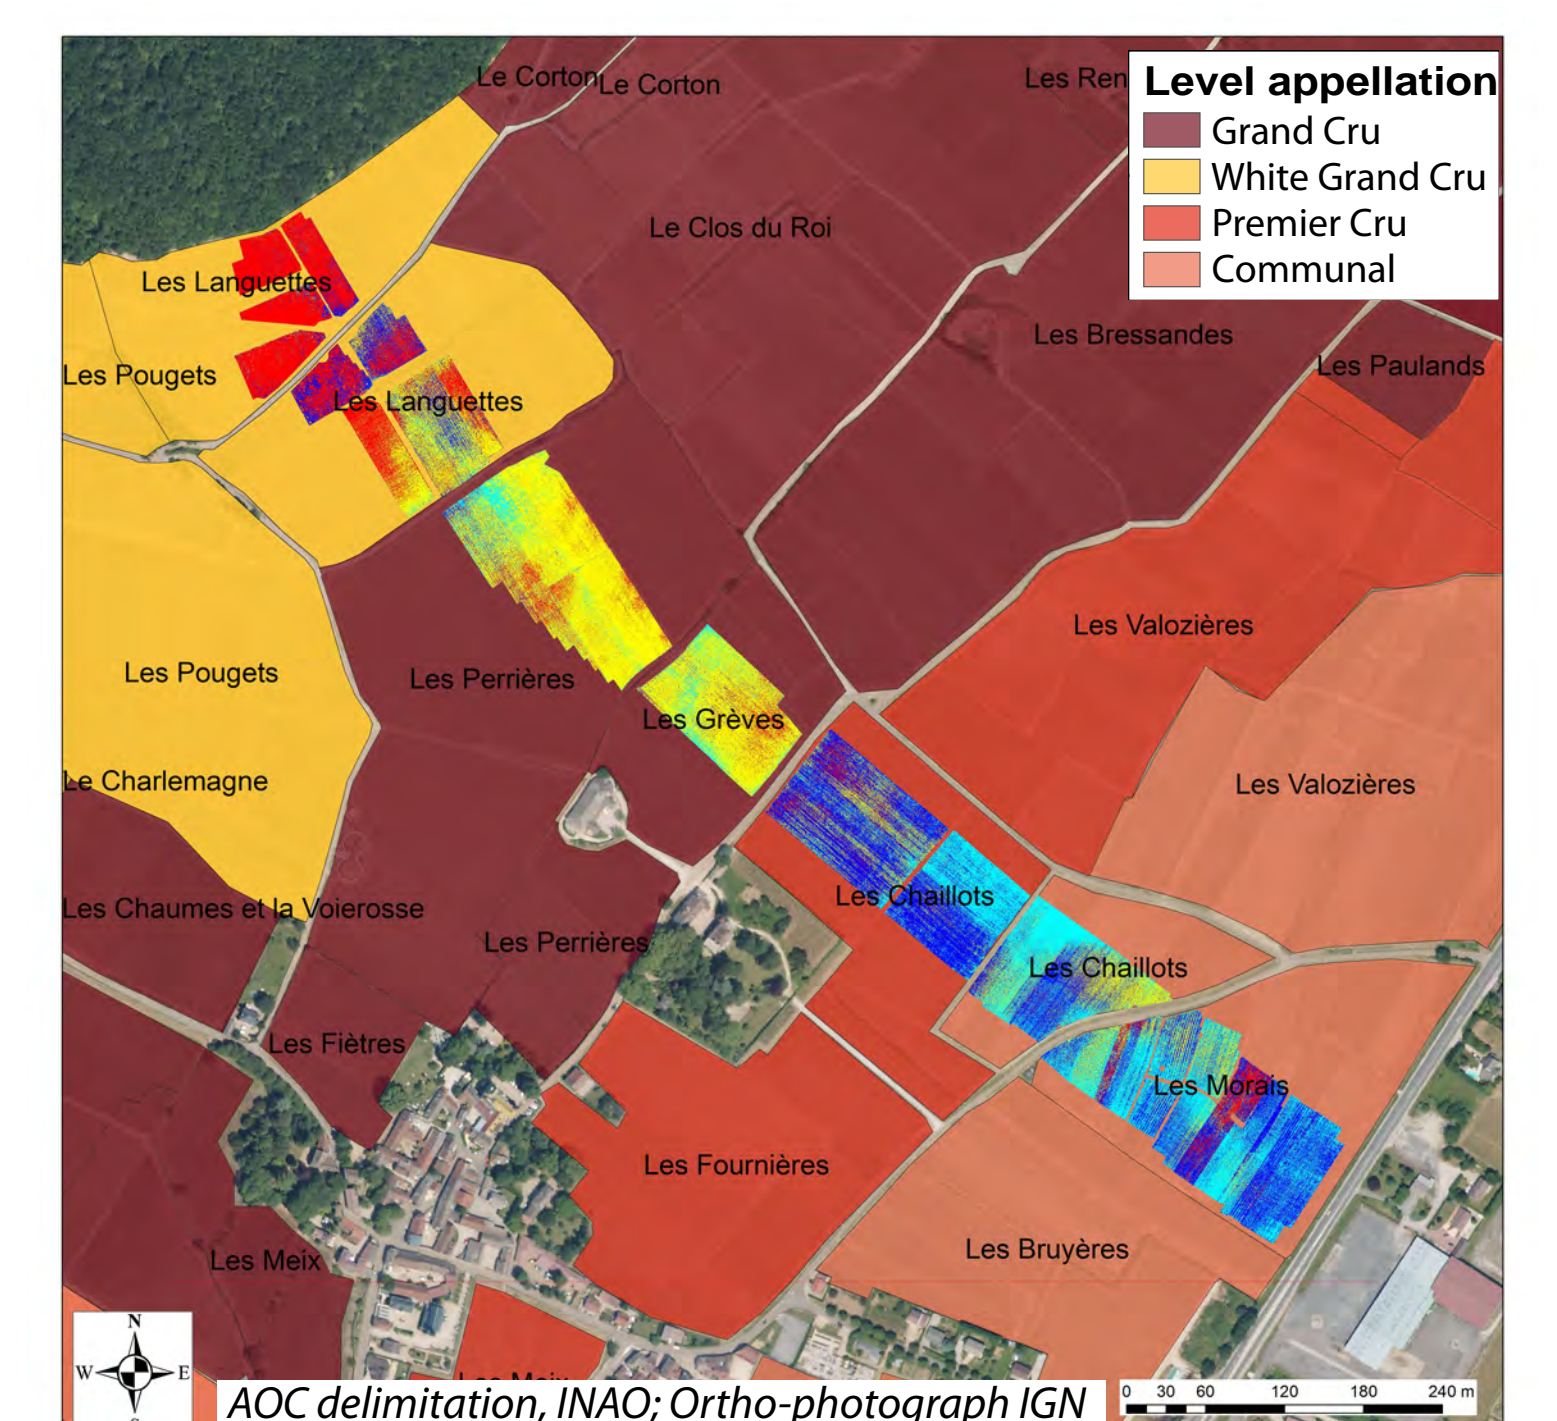 Le Corton
Le Corton
Les Ren
Level appellation
Grand Cru
White Grand Cru
Premier Cru
Communal
Le Clos du Roi
Les Languettes
Les Bressandes
Les Paulands
Les Pougets
Les Languettes
Les Valozières
Les Pougets
Les Perrières
Les Grèves
Le Charlemagne
Les Valozières
Les Chaillots
Les Chaumes et la Voierosse
Les Perrières
Les Chaillots
Les Fiètres
Les Morais
Les Fournières
Les Bruyères
Les Meix
N
W E
S
Les Meix
AOC delimitation, INAO; Ortho-photograph IGN
0 30 60 120 180 240 m